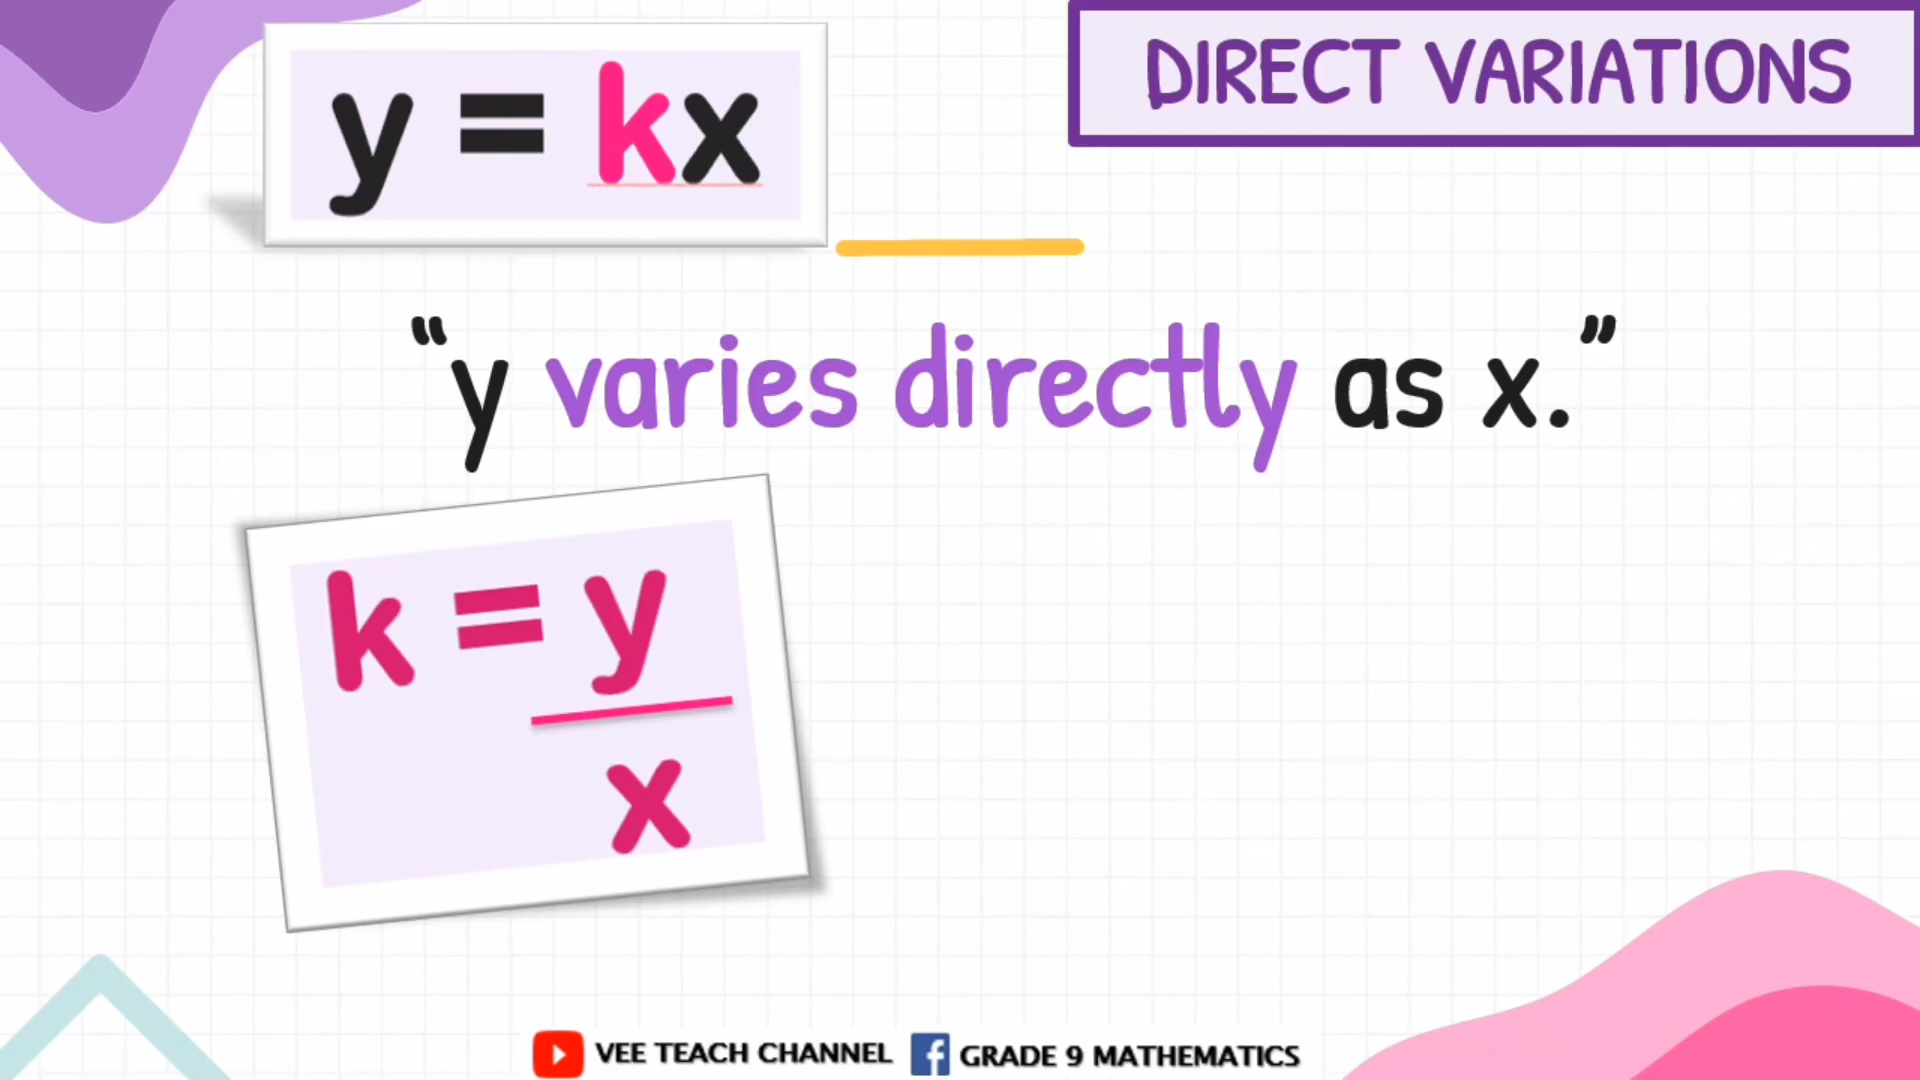 DIRECT VARIATIONS
y = kx
“y varies directly as x.”
k = y
x
VEE TEACH CHANNEL GRADE 9 MATHEMATICS